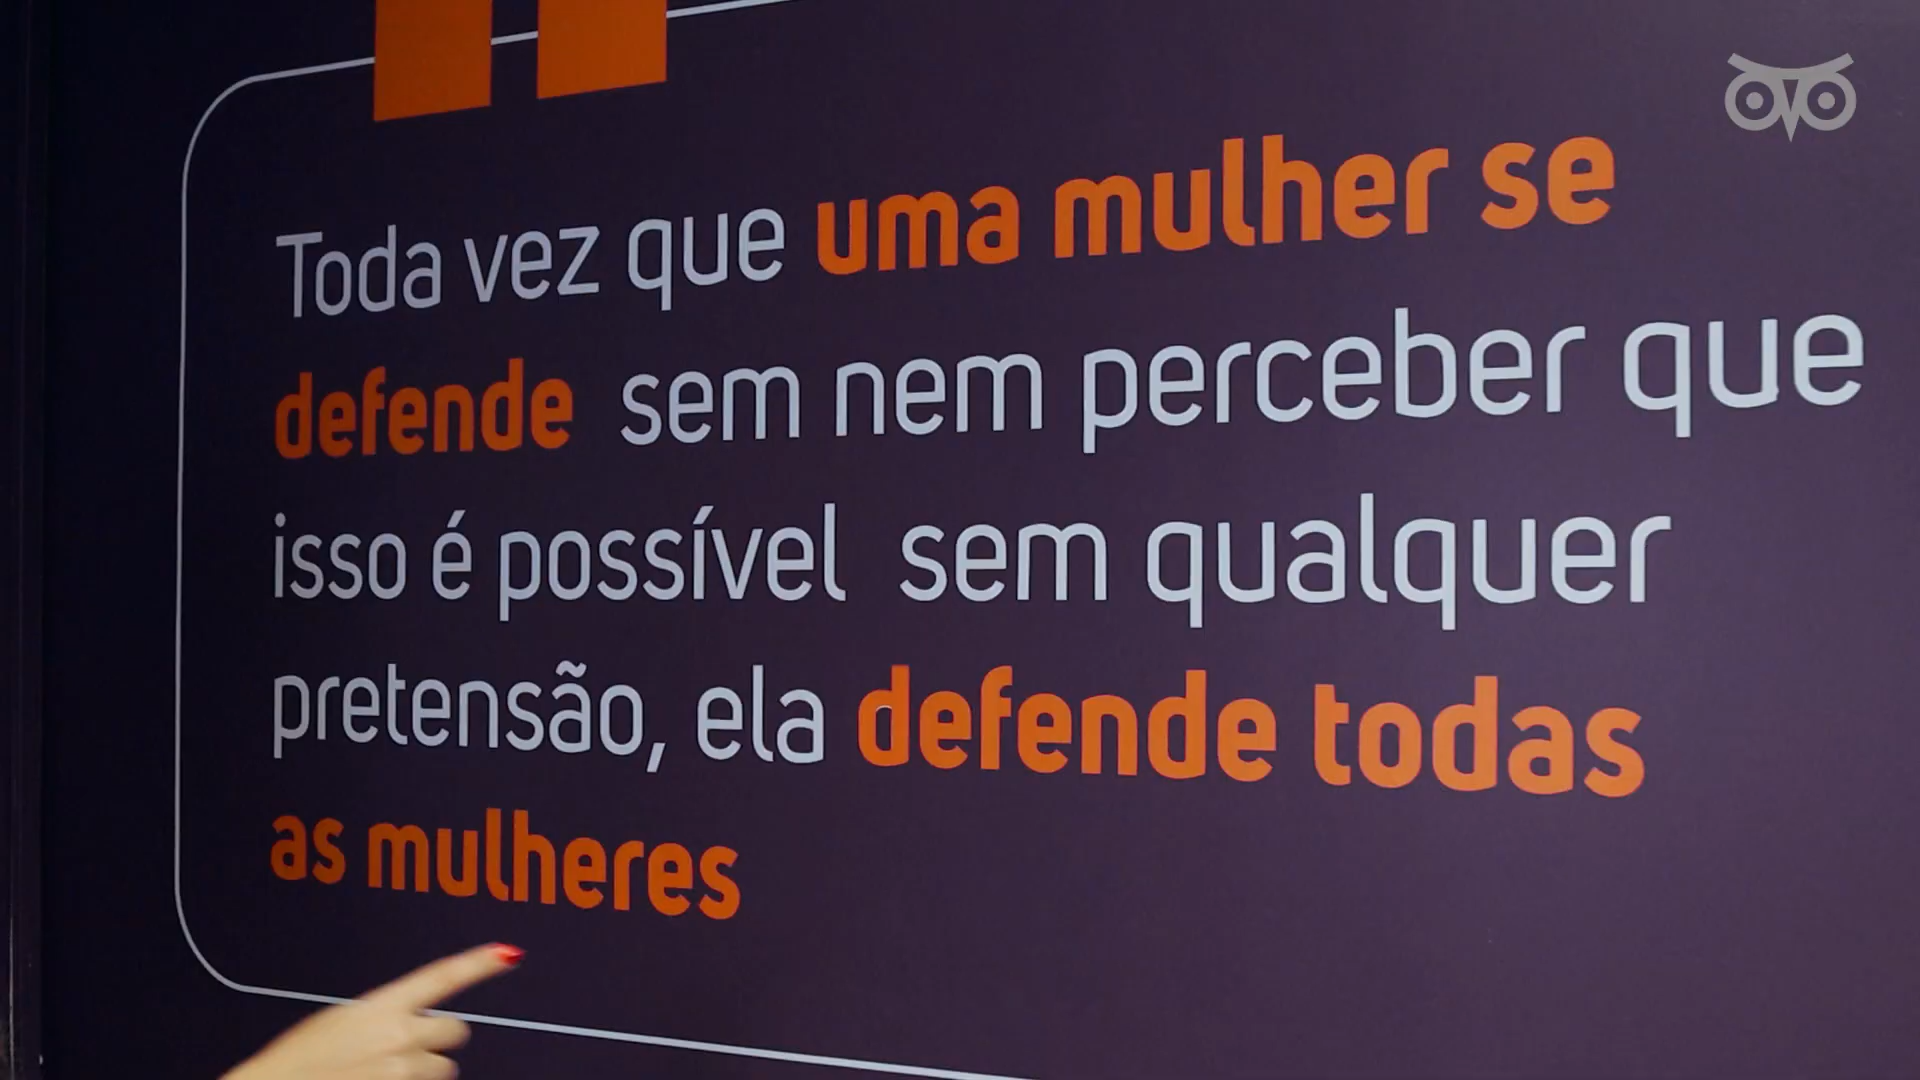 Toda vez que uma mulher se
defende sem nem perceber que
isso é possível sem qualquer
pretensão, ela defende todas
as mulheres